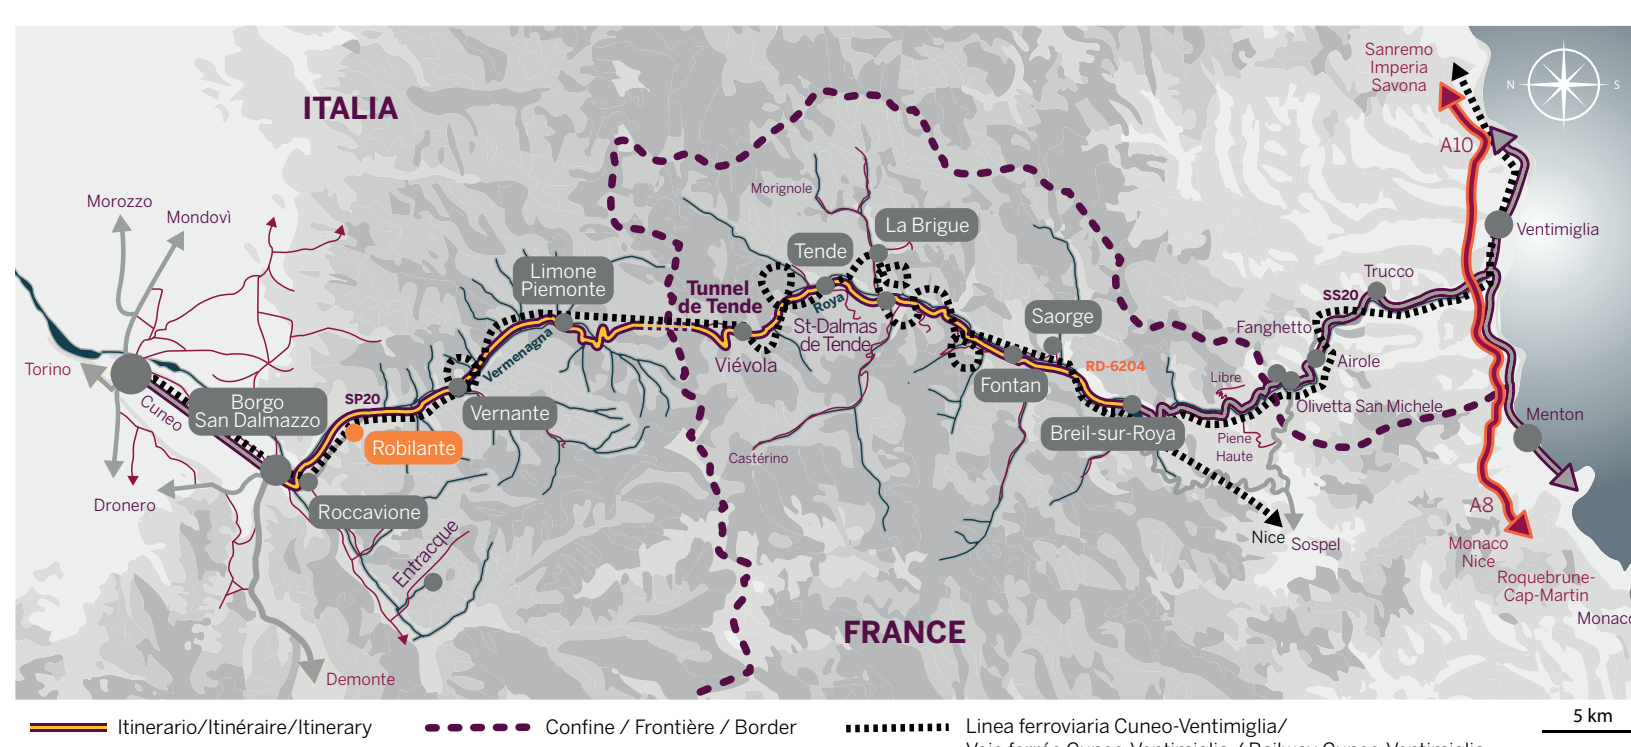 ITALIA
Sanremo
Imperia
Savona
N
S
A10
Morozzo
Mondovì
Morignole
La Brigue
Ventimiglia
Tende
Limone
Piemonte
Trucco
Tunnel
de Tende
SS20
Roya
Saorge
Fanghetto
St-Dalmas
de Tende
Vermenagna
Viévola
Airole
Torino
RD-6204
Libre
Fontan
SP20
Borgo
San Dalmazzo
Cuneo
Vernante
Olivetta San Michele
Menton
Breil-sur-Roya
Piene
Haute
Robilante
Castérino
Dronero
A8
Roccavione
Nice
Sospel
Monaco
Nice
Entracque
Roquebrune-
Cap-Martin
Monaco
FRANCE
Demonte
Itinerario/Itinéraire/Itinerary
Confine / Frontière / Border
Linea ferroviaria Cuneo-Ventimiglia/
5 km